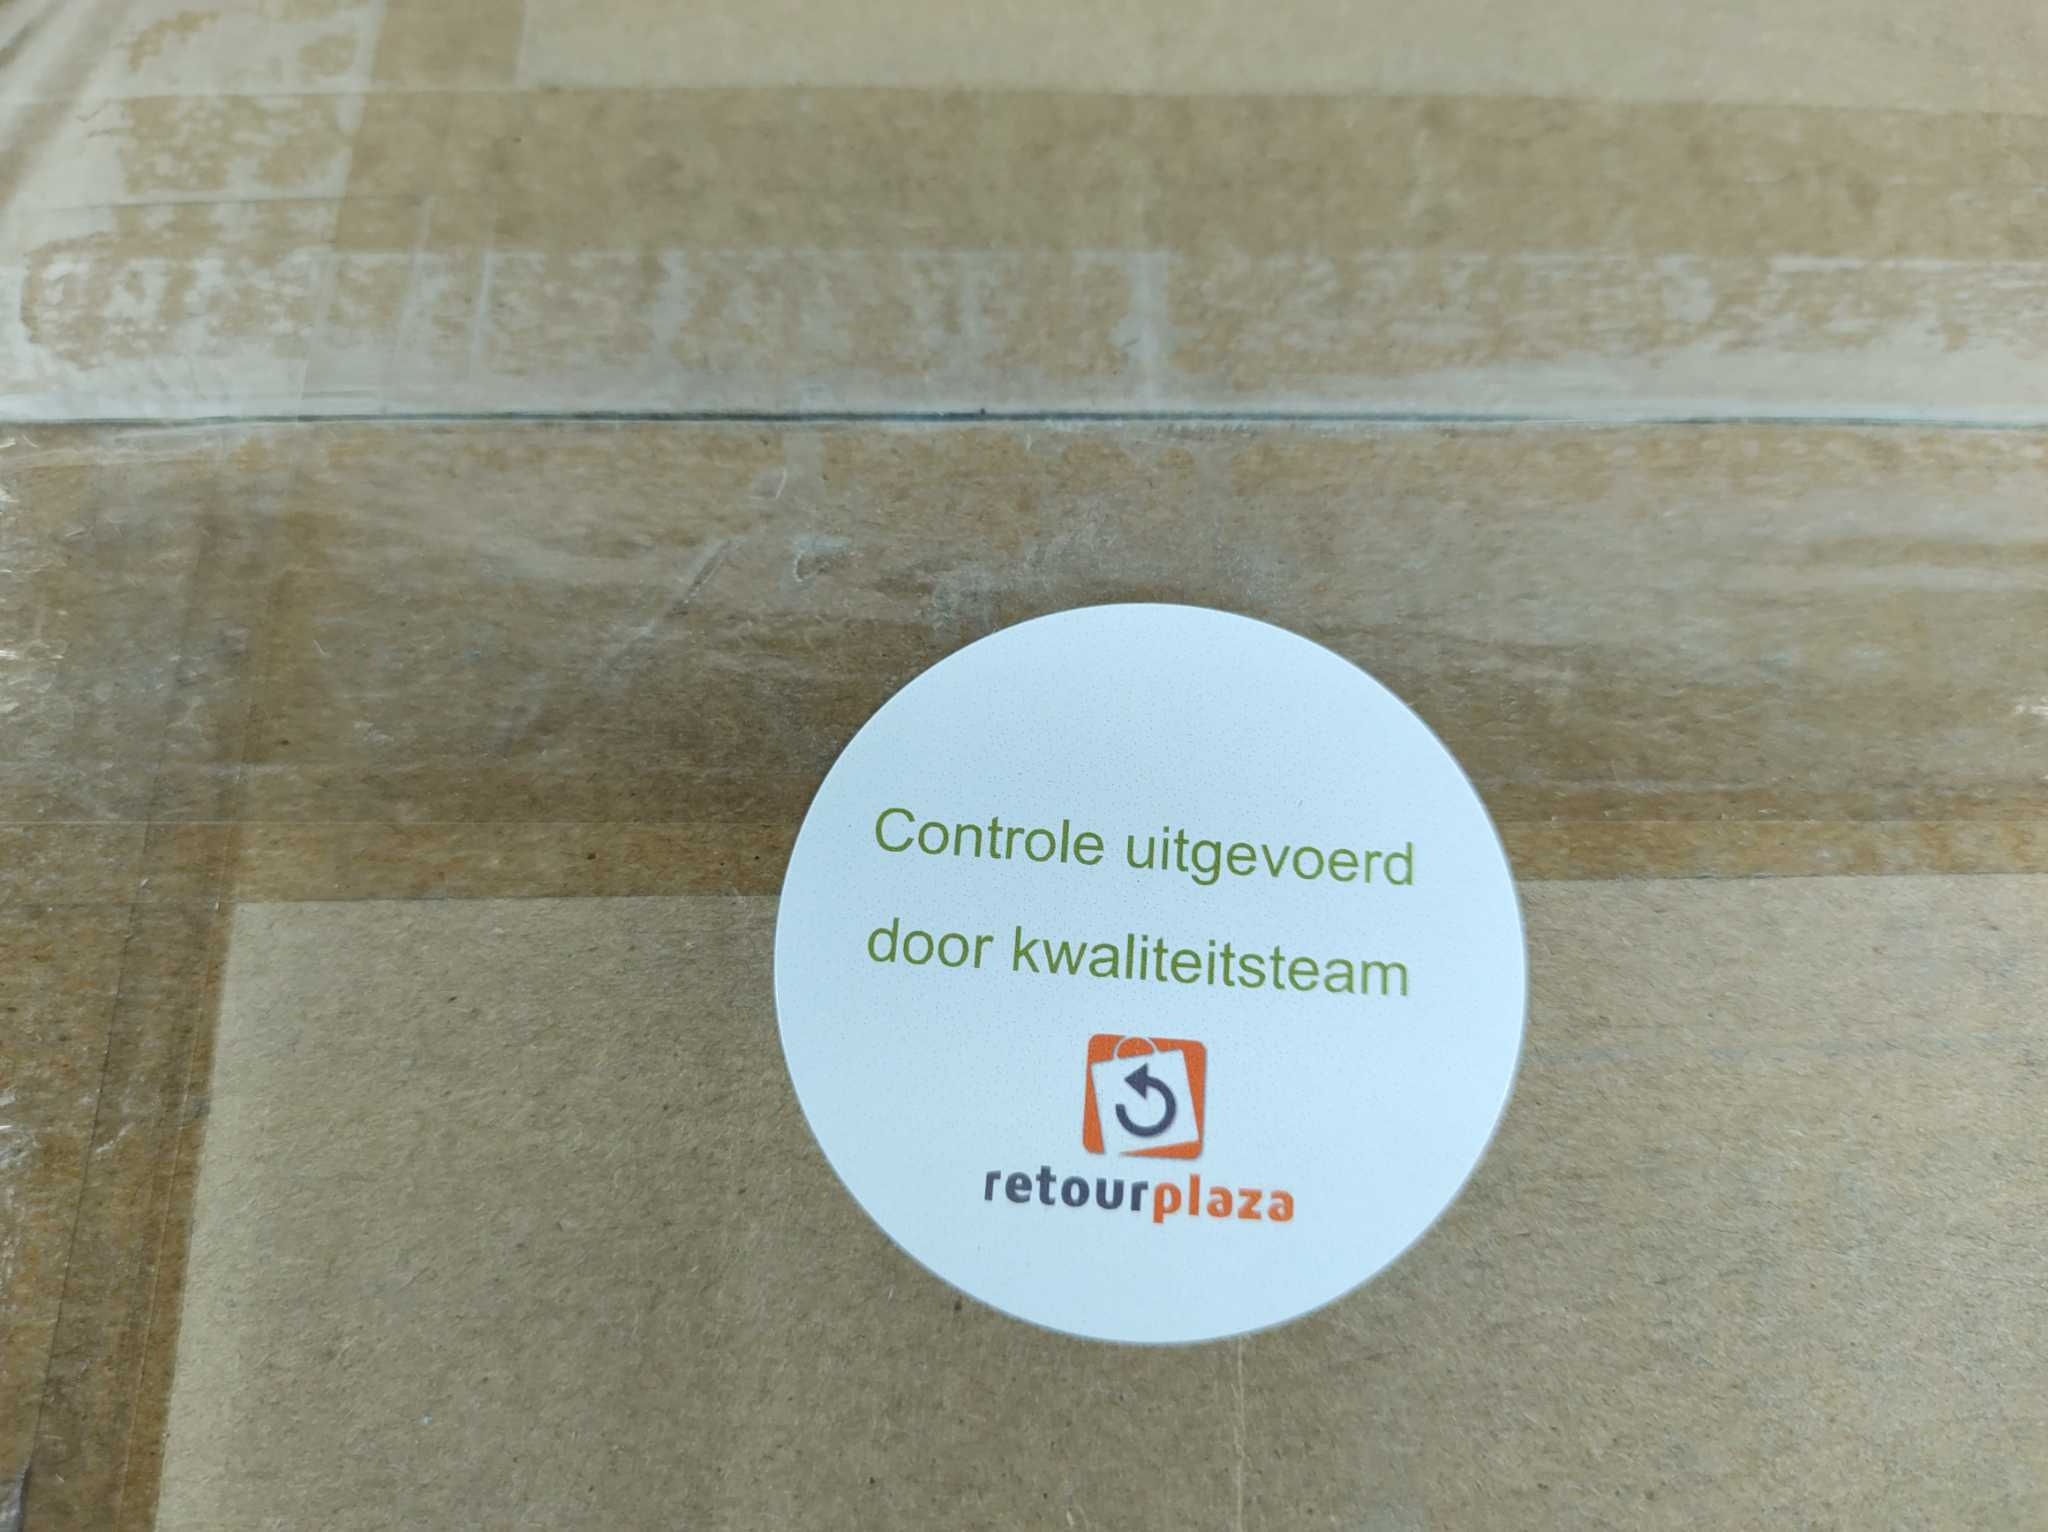 Controle uitgevoerd
door kwaliteitsteam
retourplaza